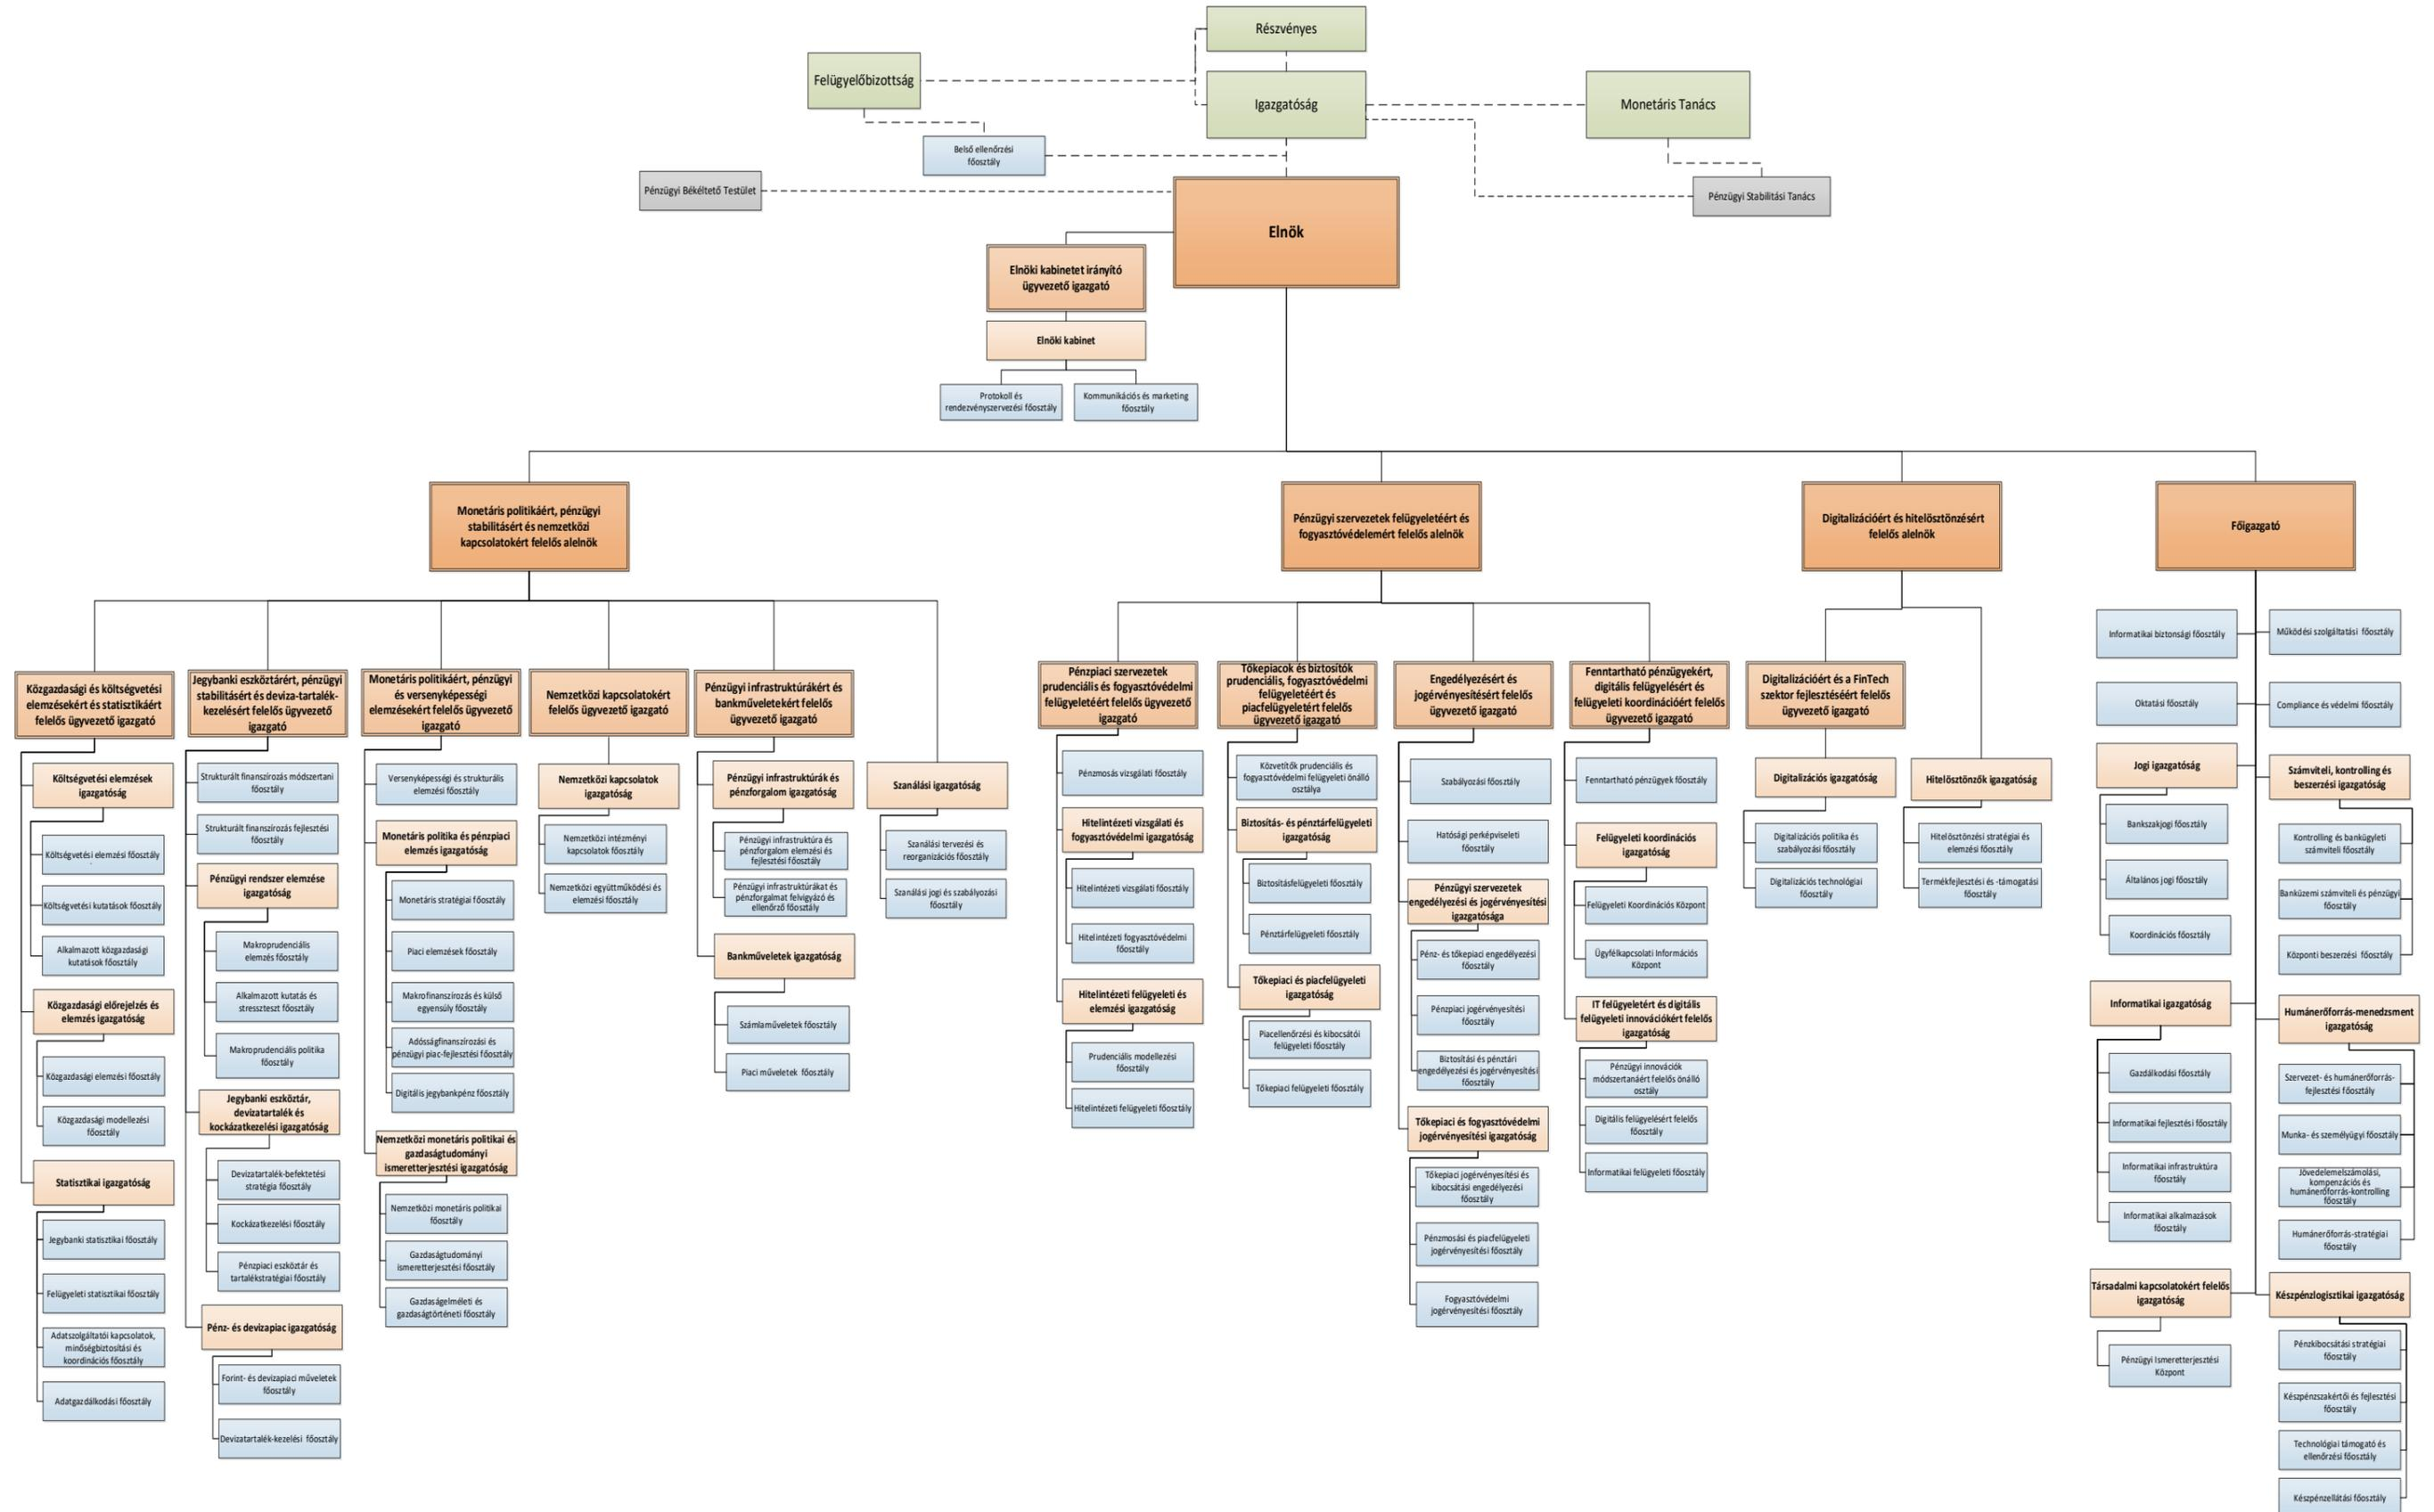 Részvényes
Felügyelőbizottság
Igazgatóság
Monetáris Tanács
Belső ellenőrzési
főosztály
Pénzügyi Békéltető Testület
Pénzügyi Stabilitási Tanács
Elnök
Elnöki kabinetet irányító
ügyvezető igazgató
Elnöki kabinet
Protokoll és
rendezvényszervezési főosztály
Kommunikációs és marketing
főosztály
Monetáris politikáért, pénzügyi
stabilitásért és nemzetközi
kapcsolatokért felelős alelnök
Pénzügyi szervezetek felügyeletéért és
fogyasztóvédelemért felelős alelnök
Digitalizációért és hitelösztönzésért
felelős alelnök
Főigazgató
Közgazdasági és költségvetési
elemzésekért és statisztikáért
felelős ügyvezető igazgató
Költségvetési elemzések
igazgatóság
Költségvetési elemzési főosztály
Költségvetési kutatások főosztály
Alkalmazott közgazdasági
kutatások főosztály
Közgazdasági előrejelzés és
elemzés igazgatóság
Közgazdasági elemzési főosztály
Közgazdasági modellezési
főosztály
Statisztikai igazgatóság
Jegybanki statisztikai főosztály
Felügyeleti statisztikai főosztály
Adatszolgáltatói kapcsolatok,
minőségbiztosítási és
koordinációs főosztály
Adatgazdálkodási főosztály
Jegybanki eszköztárért, pénzügyi
stabilitásért és deviza-tartalék-
kezelésért felelős ügyvezető
igazgató
Strukturált finanszírozás módszertani
főosztály
Strukturált finanszírozás fejlesztési
főosztály
Pénzügyi rendszer elemzése
igazgatóság
Makroprudenciális
elemzés főosztály
Alkalmazott kutatás és
stresszteszt főosztály
Makroprudenciális politika
főosztály
Jegybanki eszköztár,
devizatartalék és
kockázatkezelési igazgatóság
Devizatartalék-befektetési
stratégia főosztály
Kockázatkezelési főosztály
Pénzpiaci eszköztár és
tartalékstratégiai főosztály
Pénz- és devizapiac igazgatóság
Forint- és devizapiaci műveletek
főosztály
Devizatartalék-kezelési főosztály
Monetáris politikáért, pénzügyi
és versenyképességi
elemzésekért felelős ügyvezető
igazgató
Versenyképességi és strukturális
elemzési főosztály
Monetáris politika és pénzpiaci
elemzés igazgatóság
Monetáris stratégiai főosztály
Piaci elemzések főosztály
Makrofinanszírozás és külső
egyensúly főosztály
Adósságfinanszírozási és
pénzügyi piac-fejlesztési főosztály
Digitális jegybankpénz főosztály
Nemzetközi monetáris politikai és
gazdaságtudományi
ismeretterjesztési igazgatóság
Nemzetközi monetáris politikai
főosztály
Gazdaságtudományi
ismeretterjesztési főosztály
Gazdaságelméleti és
gazdaságtörténeti főosztály
Nemzetközi kapcsolatokért
felelős ügyvezető igazgató
Nemzetközi kapcsolatok
igazgatóság
Nemzetközi intézményi
kapcsolatok főosztály
Nemzetközi együttműködési és
elemzési főosztály
Pénzügyi infrastruktúrákért és
bankműveletekért felelős
ügyvezető igazgató
Pénzügyi infrastruktúrák és
pénzforgalom igazgatóság
Pénzügyi infrastruktúra és
pénzforgalom elemzési és
fejlesztési főosztály
Pénzügyi infrastruktúrákat és
pénzforgalmat felvigyázó és
ellenőrző főosztály
Bankműveletek igazgatóság
Számlaműveletek főosztály
Piaci műveletek főosztály
Szanálási igazgatóság
Szanálási tervezési és
reorganizációs főosztály
Szanálási jogi és szabályozási
főosztály
Pénzpiaci szervezetek
prudenciális és fogyasztóvédelmi
felügyeletéért felelős ügyvezető
igazgató
Pénzmosás vizsgálati főosztály
Hitelintézeti vizsgálati és
fogyasztóvédelmi igazgatóság
Hitelintézeti vizsgálati főosztály
Hitelintézeti fogyasztóvédelmi
főosztály
Hitelintézeti felügyeleti és
elemzési igazgatóság
Prudenciális modellezési
főosztály
Hitelintézeti felügyeleti főosztály
Tőkepiacok és biztosítók
prudenciális, fogyasztóvédelmi
felügyeletéért és
piacfelügyeletért felelős
ügyvezető igazgató
Közvetítők prudenciális és
fogyasztóvédelmi felügyeleti önálló
osztálya
Biztosítás- és pénztárfelügyeleti
igazgatóság
Biztosításfelügyeleti főosztály
Pénztárfelügyeleti főosztály
Tőkepiaci és piacfelügyeleti
igazgatóság
Piacellenőrzési és kibocsátói
felügyeleti főosztály
Tőkepiaci felügyeleti főosztály
Engedélyezésért és
jogérvényesítésért felelős
ügyvezető igazgató
Szabályozási főosztály
Hatósági perképviseleti
főosztály
Pénzügyi szervezetek
engedélyezési és jogérvényesítési
igazgatósága
Pénz- és tőkepiaci engedélyezési
főosztály
Pénzpiaci jogérvényesítési
főosztály
Biztosítási és pénztári
engedélyezési és jogérvényesítési
főosztály
Tőkepiaci és fogyasztóvédelmi
jogérvényesítési igazgatóság
Tőkepiaci jogérvényesítési és
kibocsátási engedélyezési
főosztály
Pénzmosási és piacfelügyeleti
jogérvényesítési főosztály
Fogyasztóvédelmi
jogérvényesítési főosztály
Fenntartható pénzügyekért,
digitális felügyelésért és
felügyeleti koordinációért felelős
ügyvezető igazgató
Fenntartható pénzügyek főosztály
Felügyeleti koordinációs
igazgatóság
Felügyeleti Koordinációs Központ
Ügyfélkapcsolati Információs
Központ
IT felügyeletért és digitális
felügyeleti innovációkért felelős
igazgatóság
Pénzügyi innovációk
módszertanáért felelős önálló
osztály
Digitális felügyelésért felelős
főosztály
Informatikai felügyeleti főosztály
Digitalizációért és a FinTech
szektor fejlesztéséért felelős
ügyvezető igazgató
Digitalizációs igazgatóság
Digitalizációs politika és
szabályozási főosztály
Digitalizációs technológiai
főosztály
Hitelösztönzők igazgatóság
Hitelösztönzési stratégiai és
elemzési főosztály
Termékfejlesztési és -támogatási
főosztály
Informatikai biztonsági főosztály
Oktatási főosztály
Jogi igazgatóság
Bankszakjogi főosztály
Általános jogi főosztály
Koordinációs főosztály
Informatikai igazgatóság
Gazdálkodási főosztály
Informatikai fejlesztési főosztály
Informatikai infrastruktúra
főosztály
Informatikai alkalmazások
főosztály
Társadalmi kapcsolatokért felelős
igazgatóság
Pénzügyi Ismeretterjesztési
Központ
Működési szolgáltatási főosztály
Compliance és védelmi főosztály
Számviteli, kontrolling és
beszerzési igazgatóság
Kontrolling és bankügyleti
számviteli főosztály
Banküzemi számviteli és pénzügyi
főosztály
Központi beszerzési főosztály
Humánerőforrás-menedzsment
igazgatóság
Szervezet- és humánerőforrás-
fejlesztési főosztály
Munka- és személyügyi főosztály
Jövedelemelszámolási,
kompenzációs és
humánerőforrás-kontrolling
főosztály
Humánerőforrás-stratégiai
főosztály
Készpénzlogisztikai igazgatóság
Pénzkibocsátási stratégiai
főosztály
Készpénzszakértői és fejlesztési
főosztály
Technológiai támogató és
ellenőrzési főosztály
Készpénzellátási főosztály